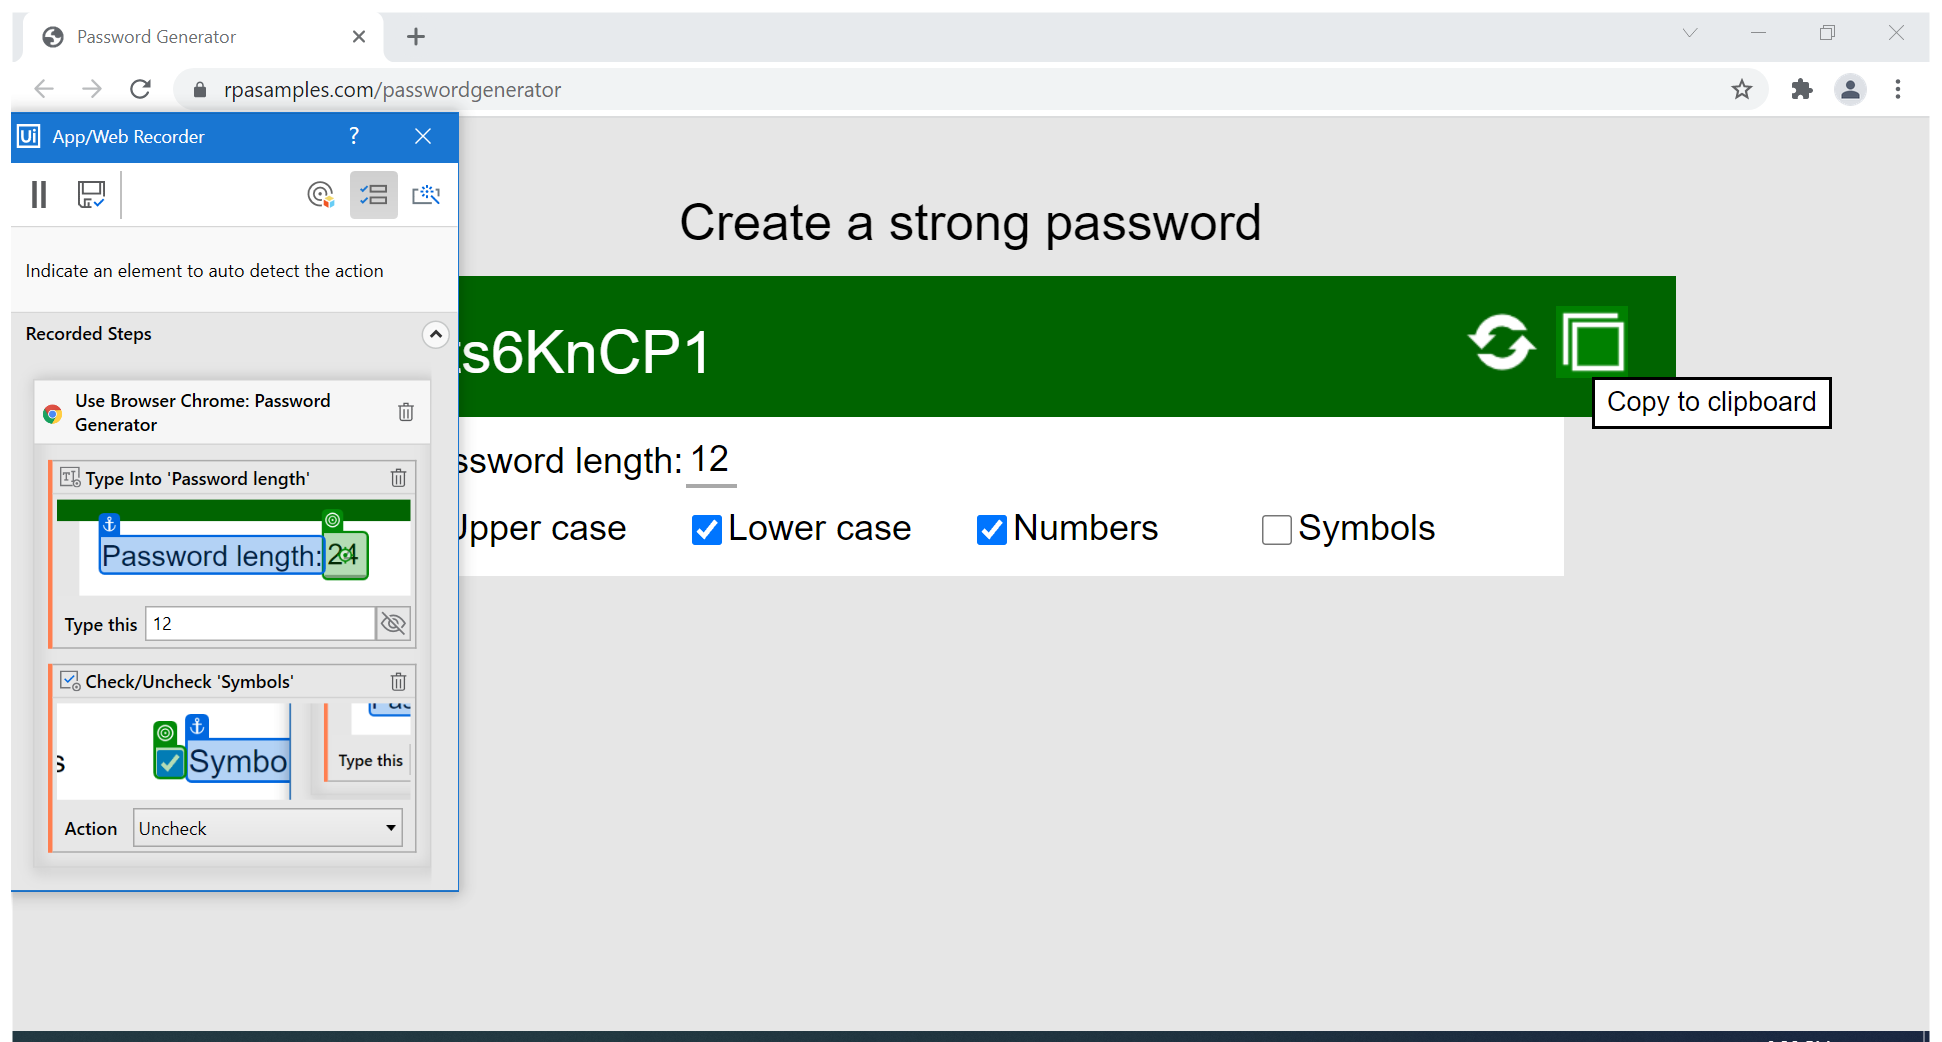 Password Generator
rpasamples.com/passwordgenerator
Ui App/Web Recorder ?
Indicate an element to auto detect the action
Recorded Steps
Use Browser Chrome: Password
Generator
Type Into 'Password length'
Password length: 24
Type this 12
Check/Uncheck 'Symbols'
s Symbo
Type this
Action Uncheck
Create a strong password
s6KnCP1
Copy to clipboard
ssword length: 12
Upper case Lower case Numbers Symbols